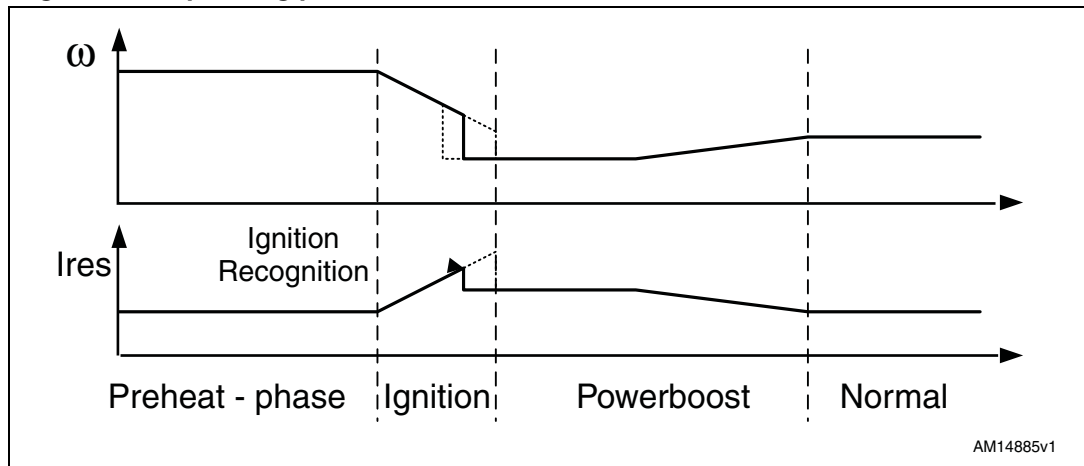 ω
Ires
Ignition
Recognition
Preheat - phase
Ignition
Powerboost
Normal
AM14885v1